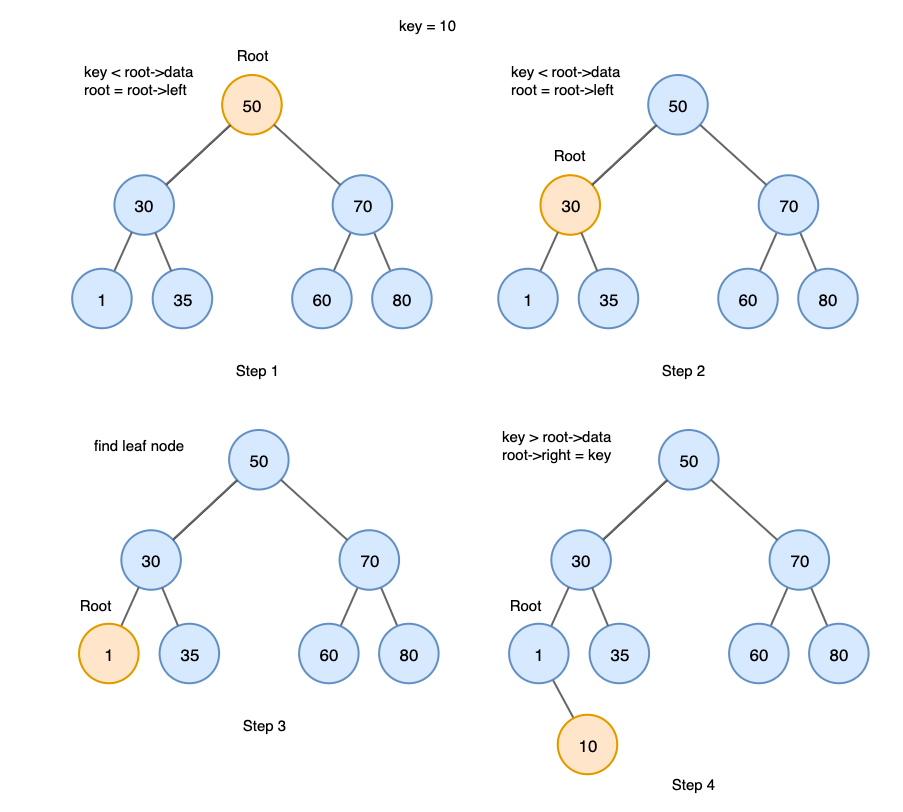 key = 10
Root
key < root->data
root = root->left
50
30
70
1
35
60
80
Step 1
key < root->data
root = root->left
50
Root
30
70
1
35
60
80
Step 2
find leaf node
50
30
70
Root
1
35
60
80
Step 3
key > root->data
root->right = key
50
30
70
Root
1
35
60
80
10
Step 4